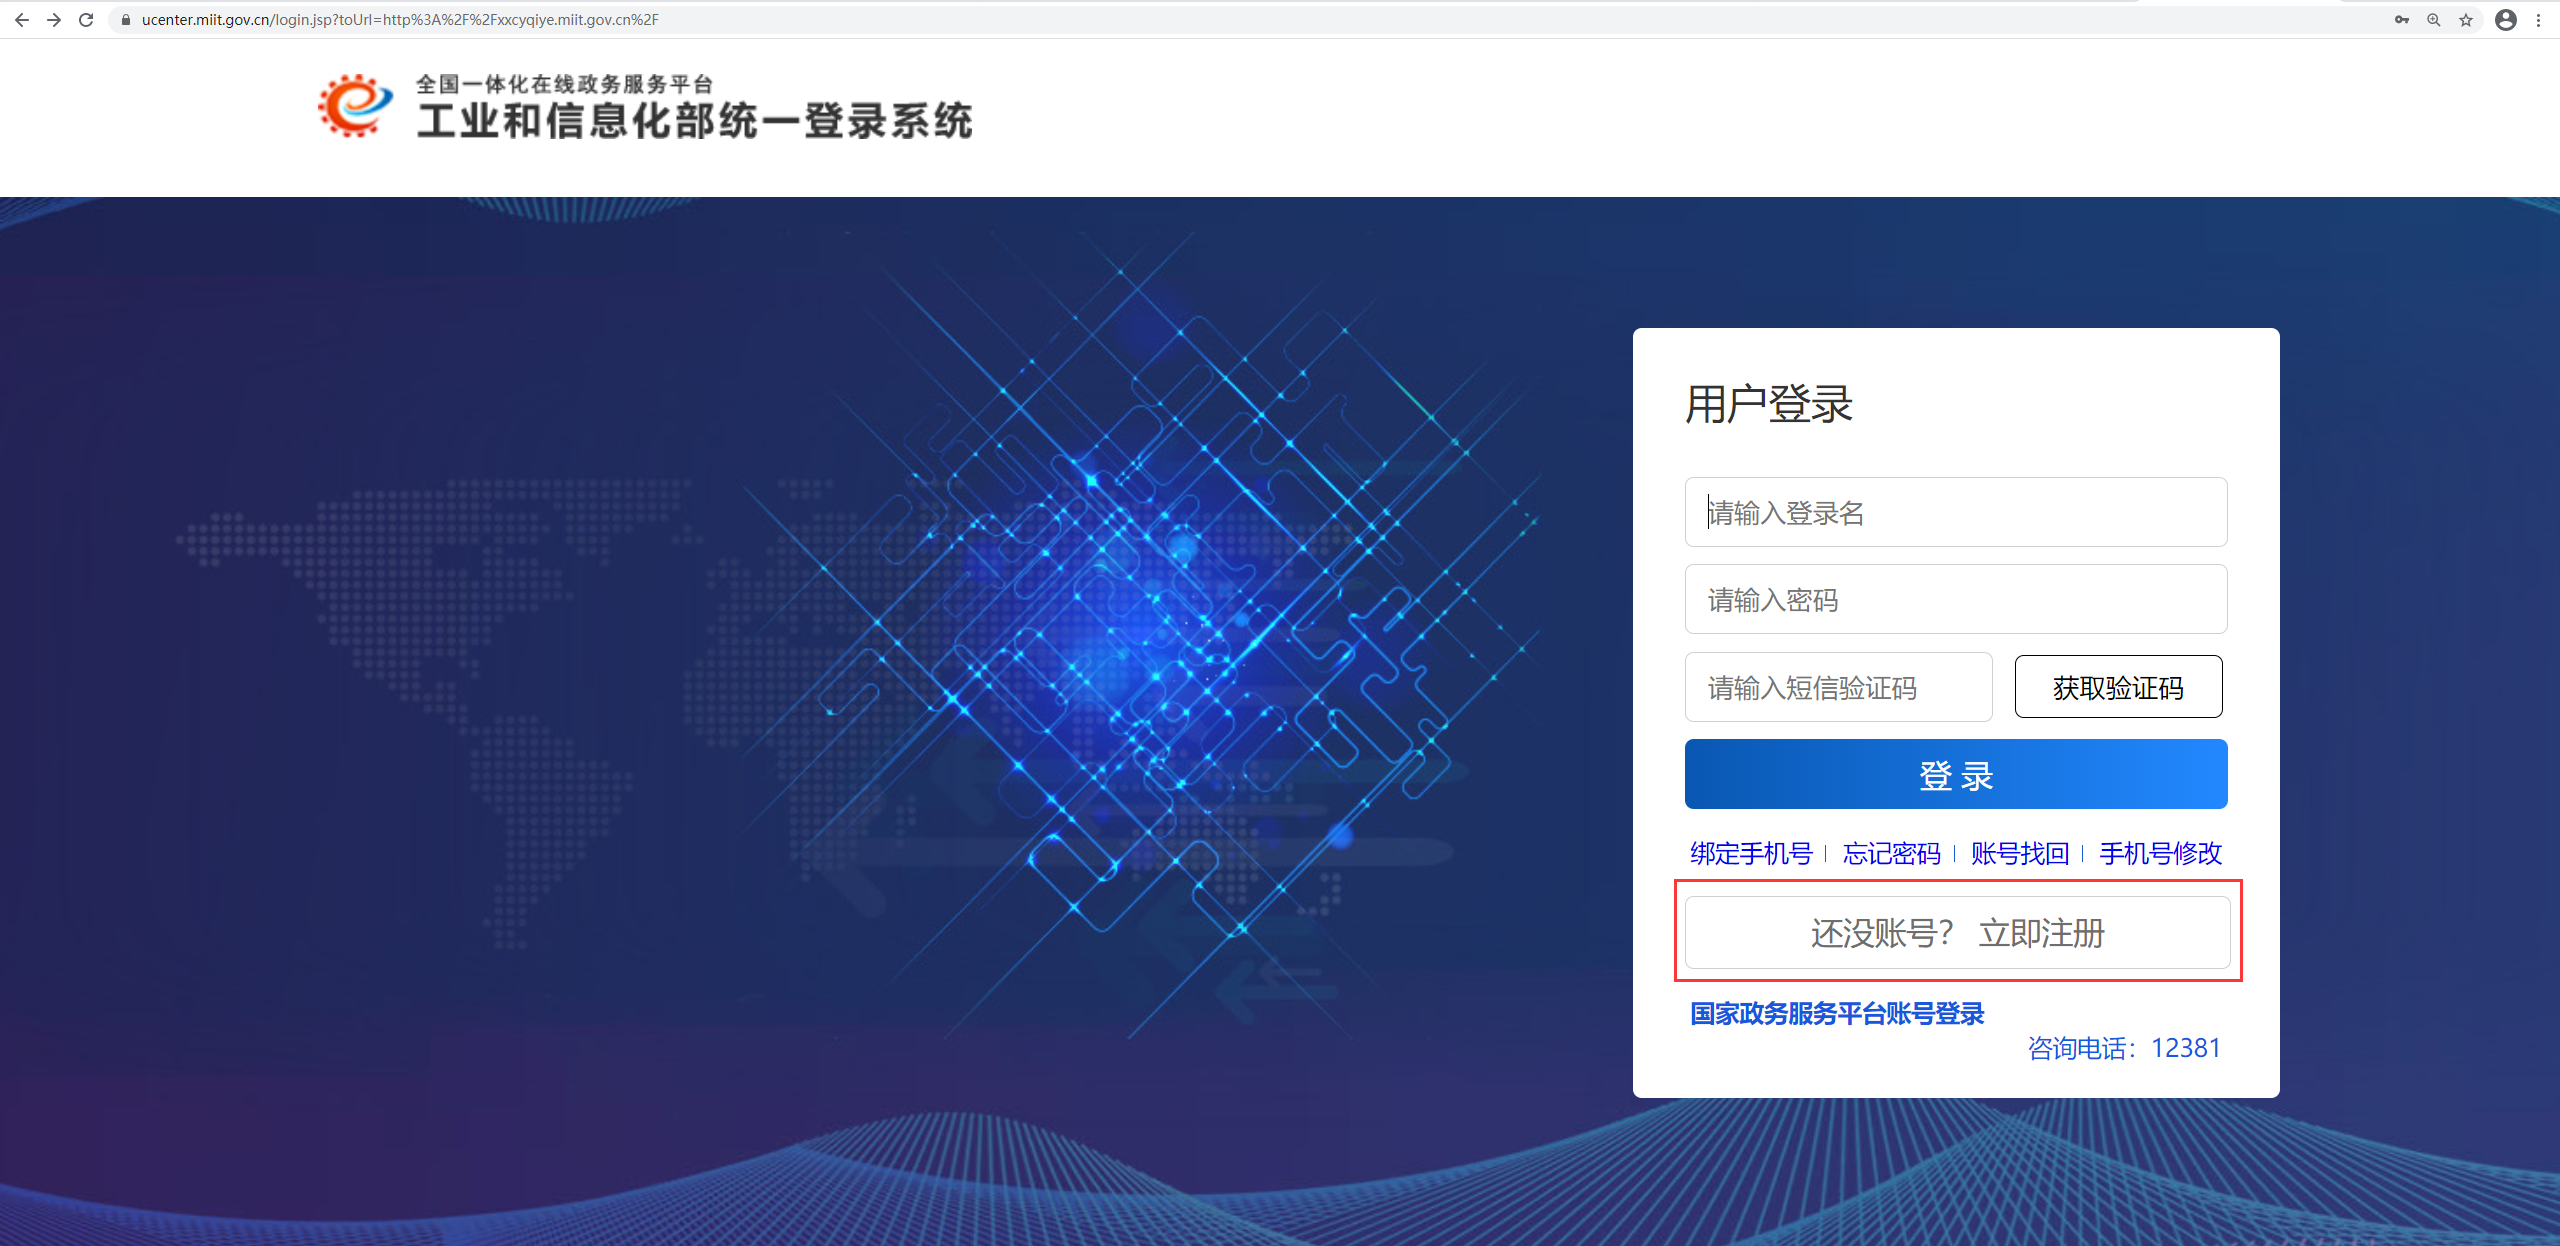 ucenter.miit.gov.cn/login.jsp?toUrl=http%3A%2F%2Fxxcyqiye.miit.gov.cn%2F
全国一体化在线政务服务平台
工业和信息化部统一登录系统
用户登录
请输入登录名
请输入密码
请输入短信验证码 获取验证码
登 录
绑定手机号 | 忘记密码 | 账号找回 | 手机号修改
还没账号？ 立即注册
国家政务服务平台账号登录
咨询电话：12381